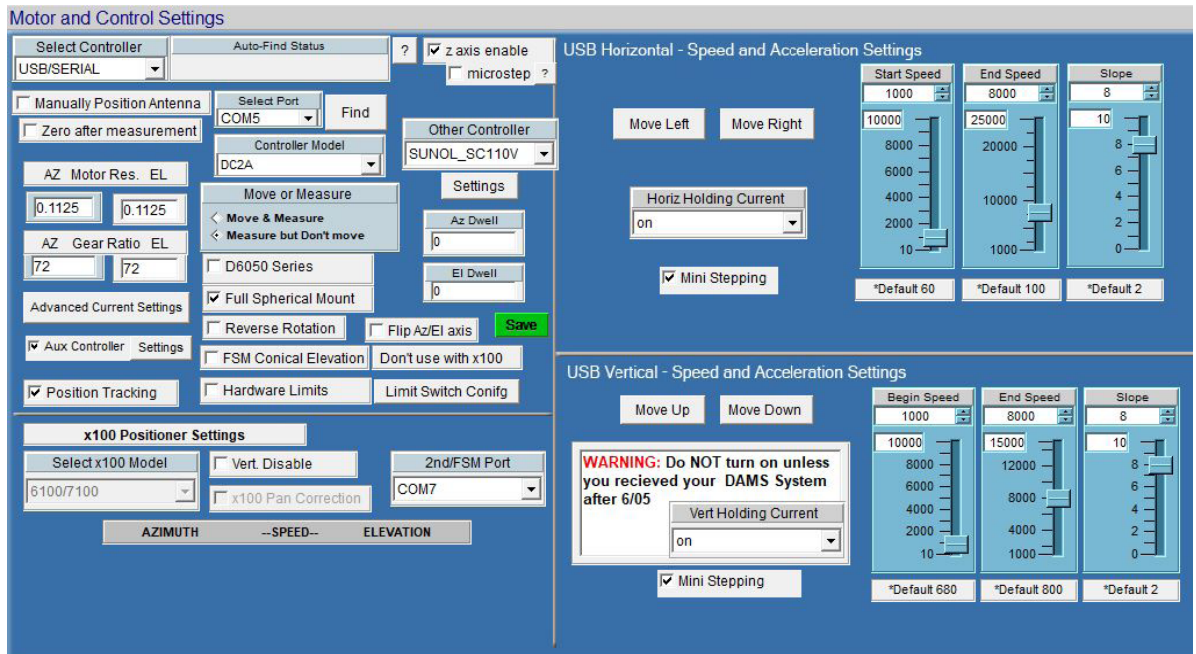 Motor and Control Settings
Select Controller
USB/SERIAL
Auto-Find Status
?
z axis enable
microstep
?
Manually Position Antenna
Zero after measurement
Select Port
COM5
Find
Controller Model
DC2A
Other Controller
SUNOL_SC110V
Settings
AZ Motor Res. EL
0.1125
0.1125
AZ Gear Ratio EL
72
72
Move or Measure
Move & Measure
Measure but Don't move
Az Dwell
0
El Dwell
0
D6050 Series
Advanced Current Settings
Full Spherical Mount
Reverse Rotation
Flip Az/El axis
Save
Aux Controller
Settings
FSM Conical Elevation
Don't use with x100
Position Tracking
Hardware Limits
Limit Switch Conifg
x100 Positioner Settings
Select x100 Model
6100/7100
Vert. Disable
x100 Pan Correction
2nd/FSM Port
COM7
AZIMUTH --SPEED-- ELEVATION
USB Horizontal - Speed and Acceleration Settings
Move Left
Move Right
Horiz Holding Current
on
Mini Stepping
Start Speed
1000
10000
8000
6000
4000
2000
10
*Default 60
End Speed
8000
25000
20000
10000
1000
*Default 100
Slope
8
10
8
6
4
2
0
*Default 2
USB Vertical - Speed and Acceleration Settings
Move Up
Move Down
WARNING: Do NOT turn on unless
you recieved your DAMS System
after 6/05
Vert Holding Current
on
Mini Stepping
Begin Speed
1000
10000
8000
6000
4000
2000
10
*Default 680
End Speed
8000
15000
12000
8000
4000
1000
*Default 800
Slope
8
10
8
6
4
2
0
*Default 2